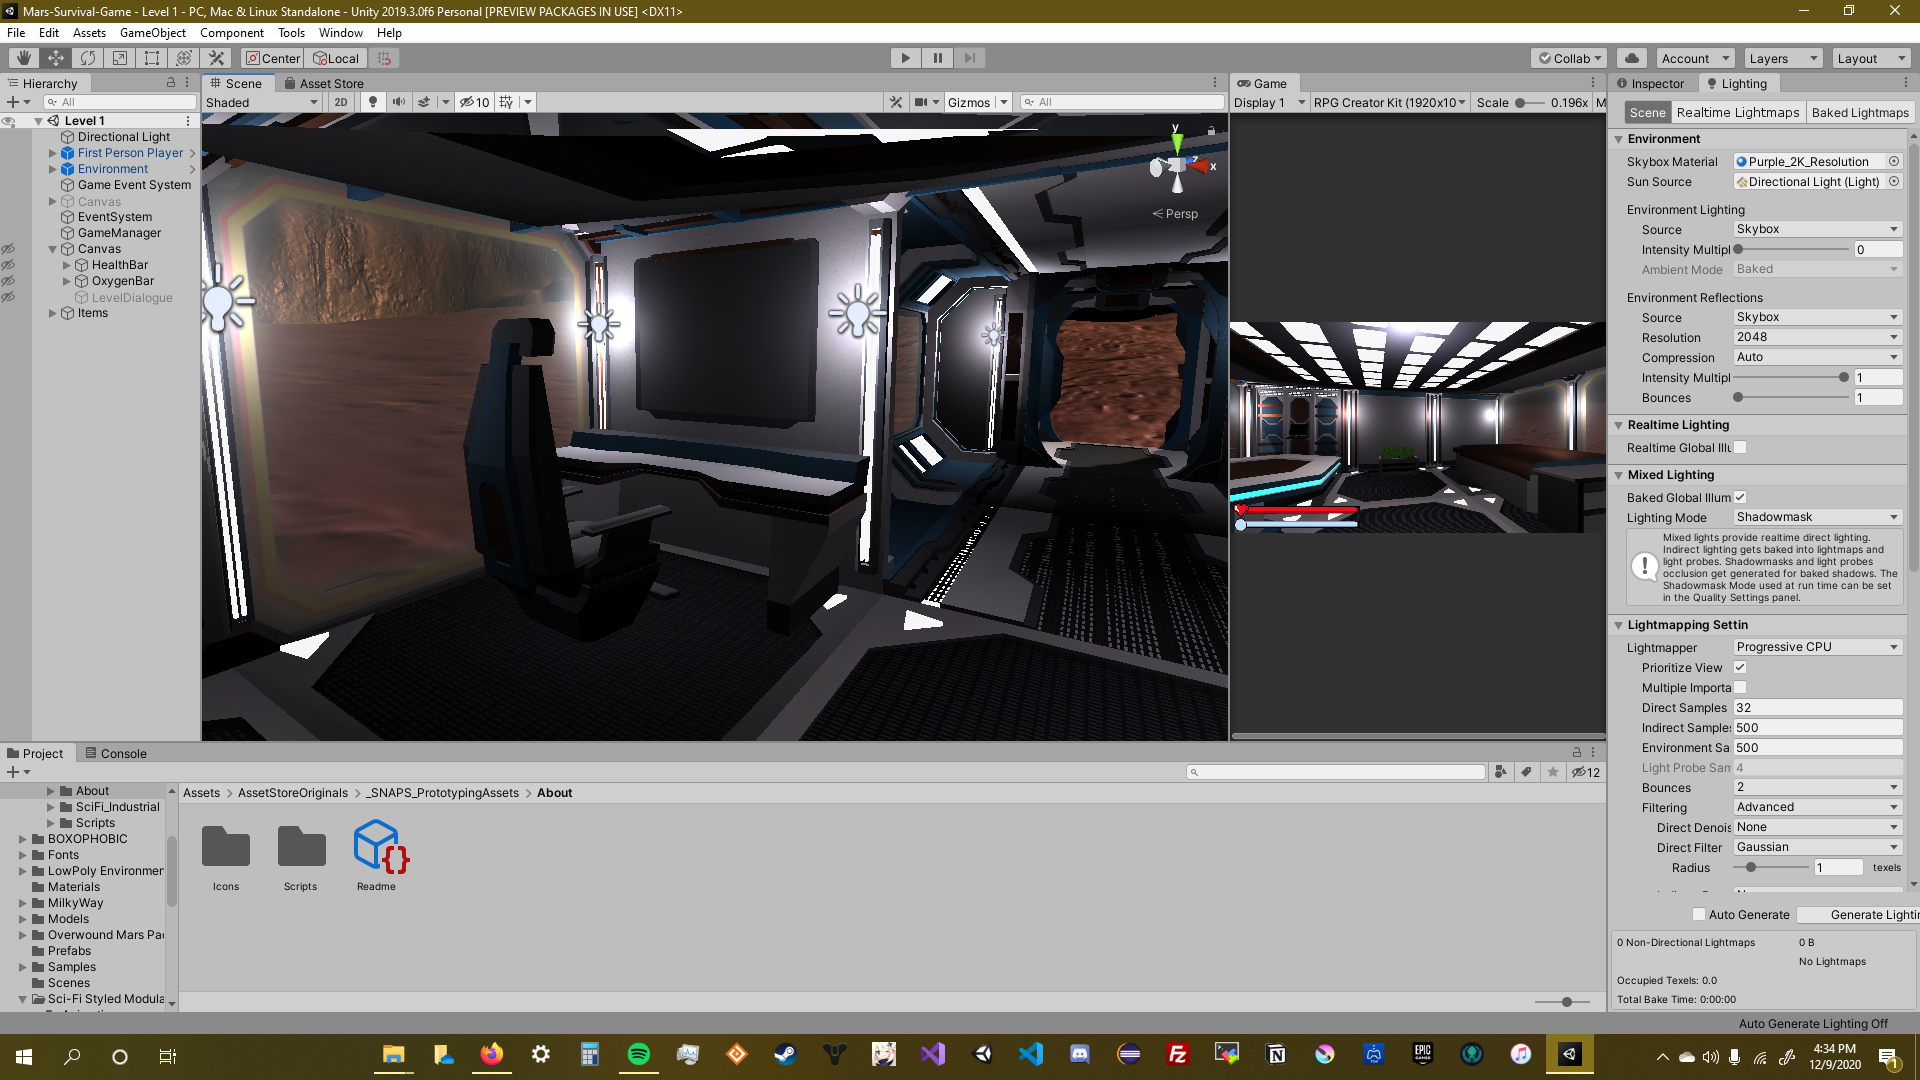 Mars-Survival-Game - Level 1 - PC, Mac & Linux Standalone - Unity 2019.3.0f6 Personal [PREVIEW PACKAGES IN USE] <DX11>
File Edit Assets GameObject Component Tools Window Help
Center Local Collab Account Layers Layout
Hierarchy
All
Level 1
Directional Light
First Person Player
Environment
Game Event System
Canvas
EventSystem
GameManager
Canvas
HealthBar
OxygenBar
LevelDialogue
Items
Scene Asset Store
Shaded 2D 10 Gizmos All
y
z
x
Persp
Game
Display 1 RPG Creator Kit (1920x10 Scale 0.196x M
Inspector Lighting
Scene Realtime Lightmaps Baked Lightmaps
Environment
Skybox Material Purple_2K_Resolution
Sun Source Directional Light (Light)
Environment Lighting
Source Skybox
Intensity Multipl 0
Ambient Mode Baked
Environment Reflections
Source Skybox
Resolution 2048
Compression Auto
Intensity Multipl 1
Bounces 1
Realtime Lighting
Realtime Global Illu
Mixed Lighting
Baked Global Illum
Lighting Mode Shadowmask
Mixed lights provide realtime direct lighting.
Indirect lighting gets baked into lightmaps and
light probes. Shadowmasks and light probes
occlusion get generated for baked shadows. The
Shadowmask Mode used at run time can be set
in the Quality Settings panel.
Lightmapping Settin
Lightmapper Progressive CPU
Prioritize View
Multiple Importa
Direct Samples 32
Indirect Samples 500
Environment Sa 500
Light Probe Sam 4
Bounces 2
Filtering Advanced
Direct Denois None
Direct Filter Gaussian
Radius 1 texels
Auto Generate Generate Lightin
0 Non-Directional Lightmaps 0 B
No Lightmaps
Occupied Texels: 0.0
Total Bake Time: 0:00:00
Auto Generate Lighting Off
Project Console
12
About
SciFi_Industrial
Scripts
BOXOPHOBIC
Fonts
LowPoly Environmen
Materials
MilkyWay
Models
Overwound Mars Pac
Prefabs
Samples
Scenes
Sci-Fi Styled Modula
Assets > AssetStoreOriginals > _SNAPS_PrototypingAssets > About
Icons Scripts Readme
EPIC
GAMES
4:34 PM
12/9/2020
1